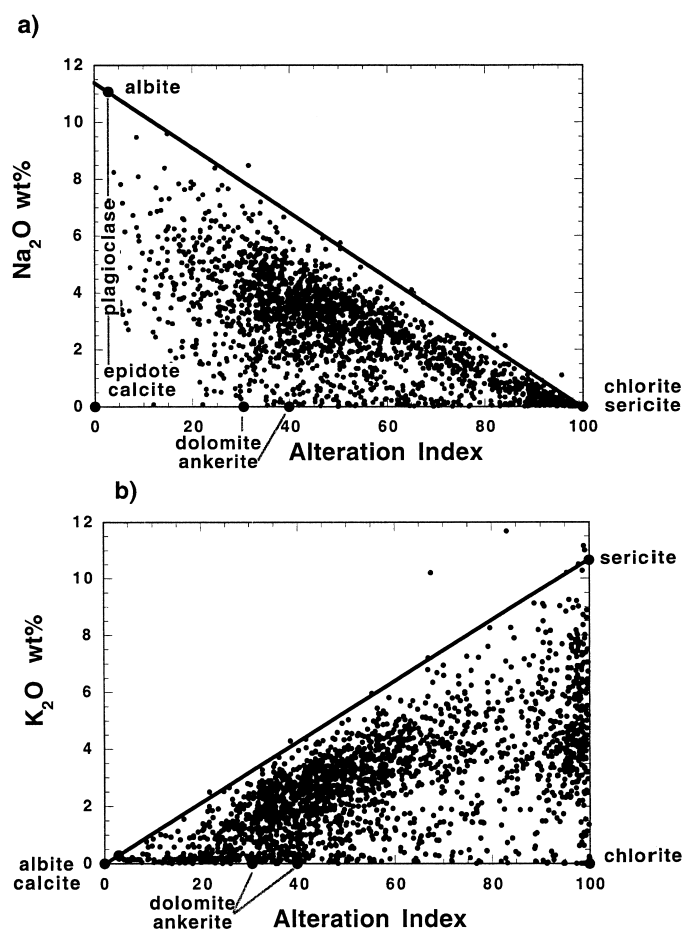 a)
12
10
8
6
4
2
0
Na2O wt%
albite
plagioclase
epidote
calcite
chlorite
sericite
0 20 40 60 80 100
dolomite
ankerite
Alteration Index
b)
12
10
8
6
4
2
0
K2O wt%
sericite
chlorite
albite
calcite
0 20 40 60 80 100
dolomite
ankerite
Alteration Index